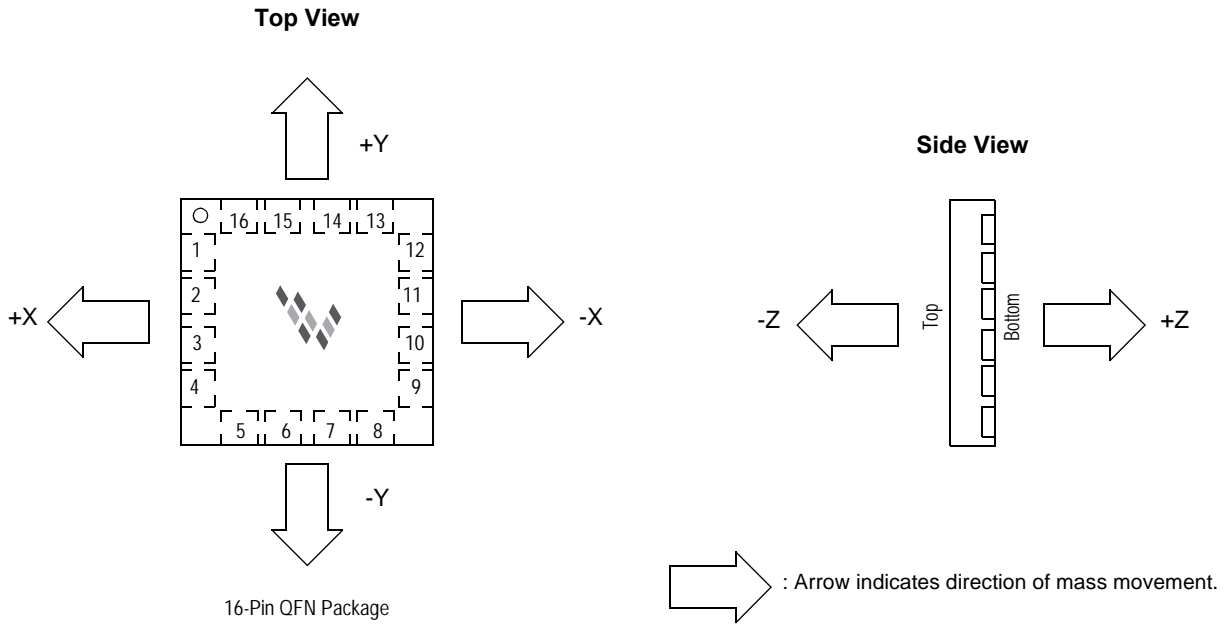 Top View
+Y
16 15 14 13
1
2
3
4
12
11
10
9
5 6 7 8
+X
-X
-Y
16-Pin QFN Package
Side View
-Z
Top
Bottom
+Z
: Arrow indicates direction of mass movement.